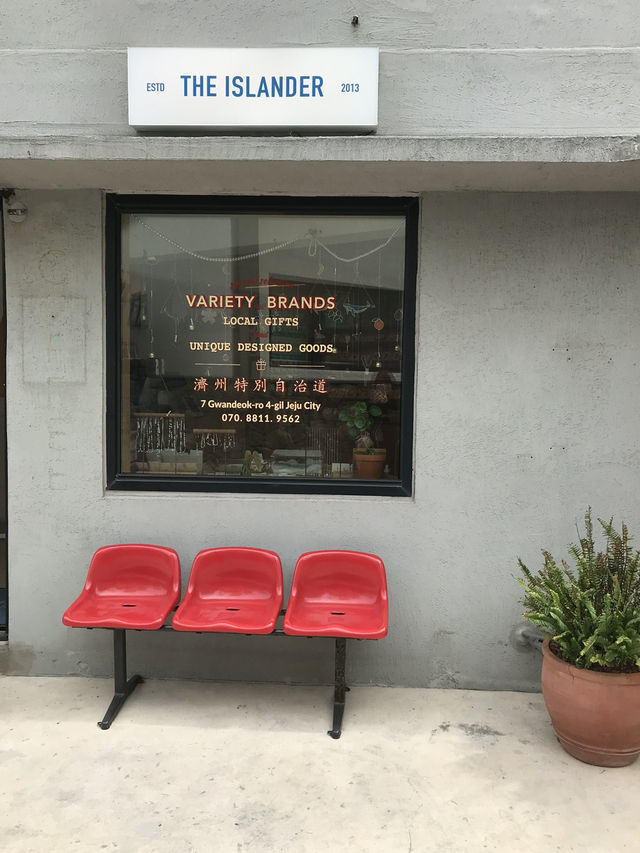 ESTD THE ISLANDER 2013
VARIETY BRANDS
LOCAL GIFTS
UNIQUE DESIGNED GOODS
濟州特別自治道
7 Gwandeok-ro 4-gil Jeju City
070. 8811. 9562